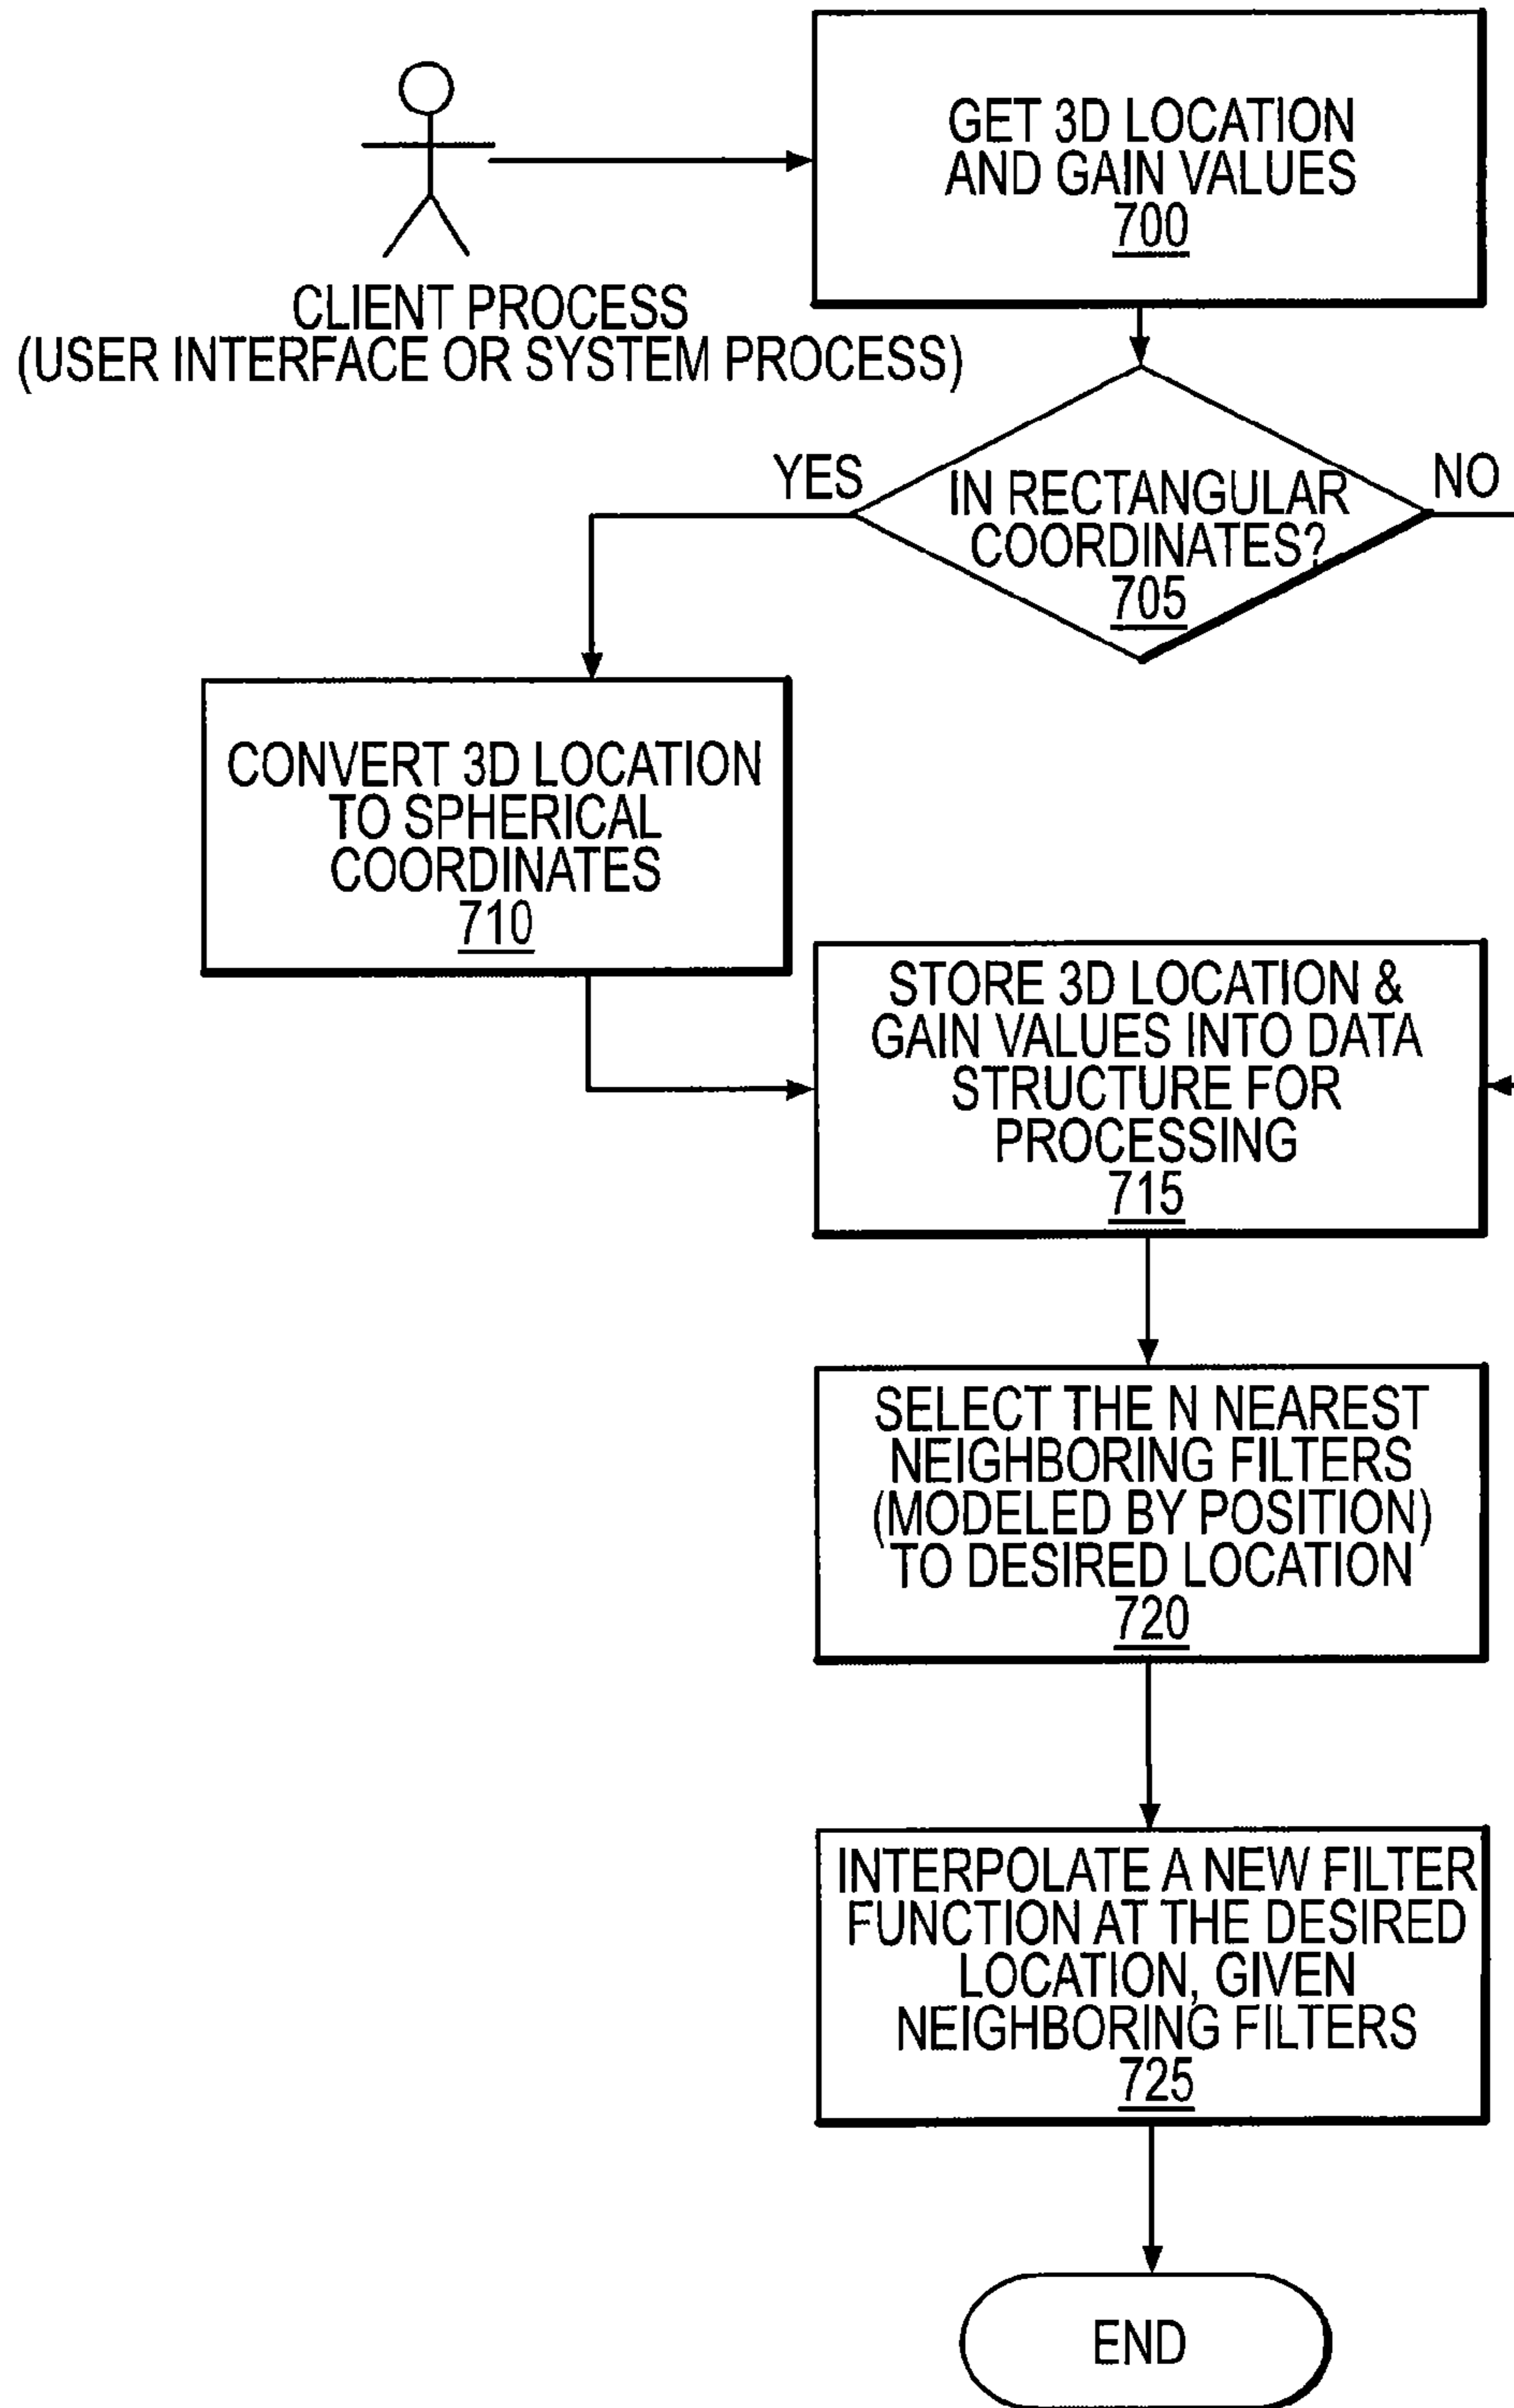 GET 3D LOCATION
AND GAIN VALUES
700
CLIENT PROCESS
(USER INTERFACE OR SYSTEM PROCESS)
YES
IN RECTANGULAR
COORDINATES?
705
NO
CONVERT 3D LOCATION
TO SPHERICAL
COORDINATES
710
STORE 3D LOCATION &
GAIN VALUES INTO DATA
STRUCTURE FOR
PROCESSING
715
SELECT THE N NEAREST
NEIGHBORING FILTERS
(MODELED BY POSITION)
TO DESIRED LOCATION
720
INTERPOLATE A NEW FILTER
FUNCTION AT THE DESIRED
LOCATION, GIVEN
NEIGHBORING FILTERS
725
END